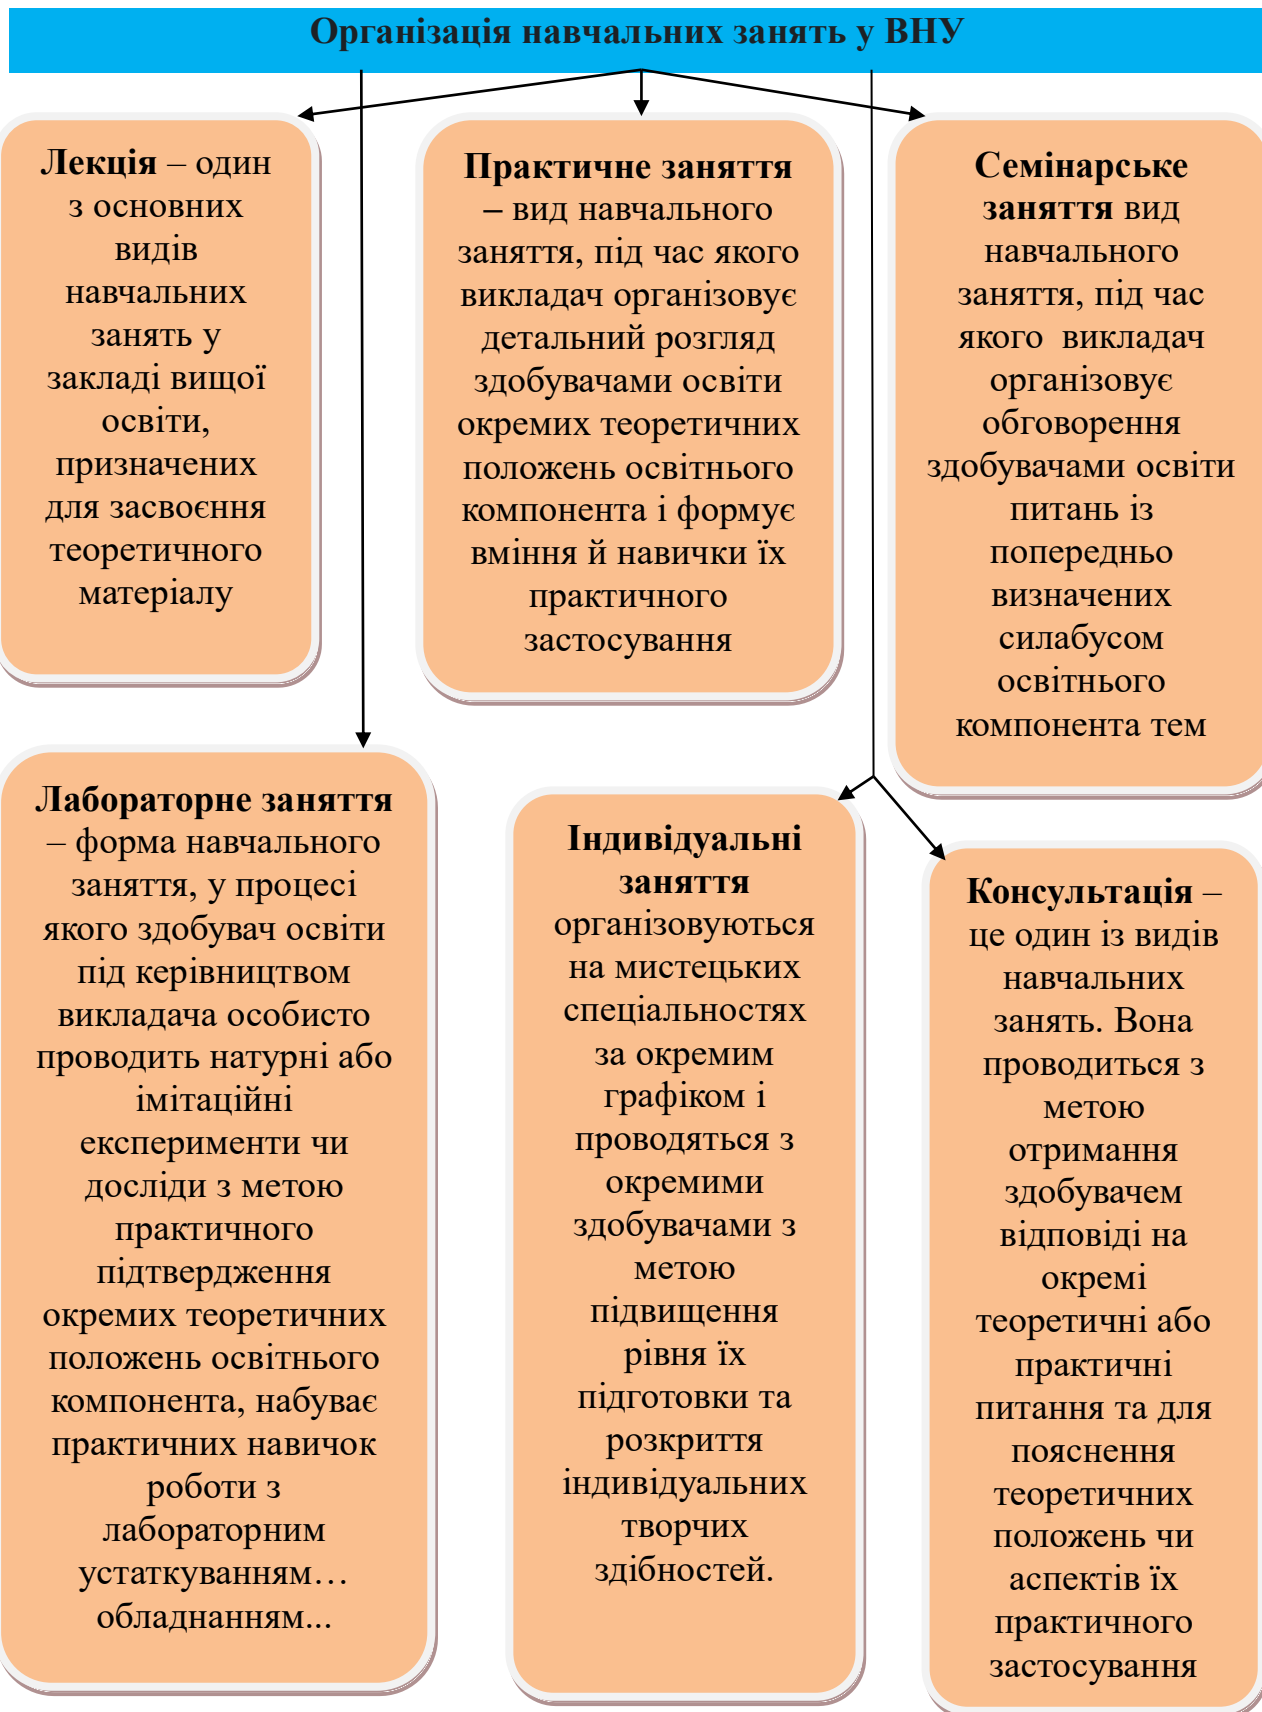 Організація навчальних занять у ВНУ
Лекція – один
з основних
видів
навчальних
занять у
закладі вищої
освіти,
призначених
для засвоєння
теоретичного
матеріалу
Практичне заняття
– вид навчального
заняття, під час якого
викладач організовує
детальний розгляд
здобувачами освіти
окремих теоретичних
положень освітнього
компонента і формує
вміння й навички їх
практичного
застосування
Семінарське
заняття вид
навчального
заняття, під час
якого викладач
організовує
обговорення
здобувачами освіти
питань із
попередньо
визначених
силабусом
освітнього
компонента тем
Лабораторне заняття
– форма навчального
заняття, у процесі
якого здобувач освіти
під керівництвом
викладача особисто
проводить натурні або
імітаційні
експерименти чи
досліди з метою
практичного
підтвердження
окремих теоретичних
положень освітнього
компонента, набуває
практичних навичок
роботи з
лабораторним
устаткуванням…
обладнанням...
Індивідуальні
заняття
організовуються
на мистецьких
спеціальностях
за окремим
графіком і
проводяться з
окремими
здобувачами з
метою
підвищення
рівня їх
підготовки та
розкриття
індивідуальних
творчих
здібностей.
Консультація –
це один із видів
навчальних
занять. Вона
проводиться з
метою
отримання
здобувачем
відповіді на
окремі
теоретичні або
практичні
питання та для
пояснення
теоретичних
положень чи
аспектів їх
практичного
застосування